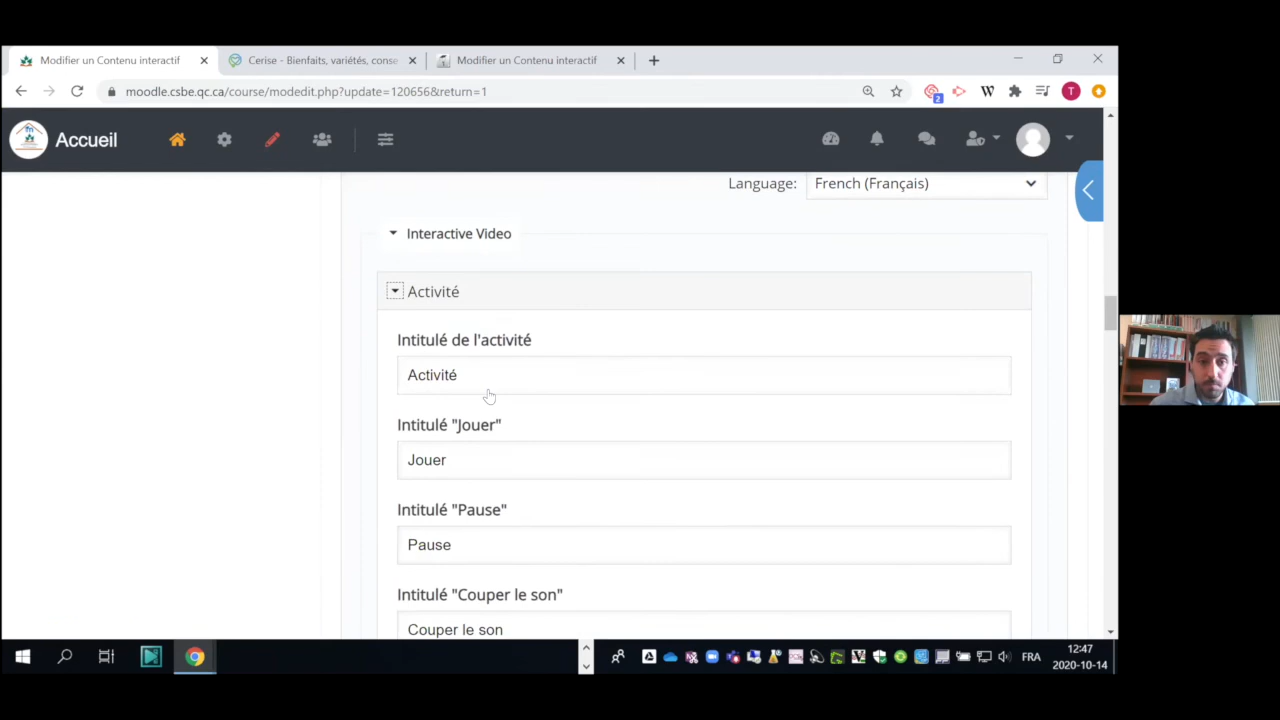 Modifier un Contenu interactif
Cerise - Bienfaits, variétés, conse
Modifier un Contenu interactif
moodle.csbe.qc.ca/course/modedit.php?update=120656&return=1
2
W
T
Accueil
Language:
French (Français)
Interactive Video
Activité
Intitulé de l'activité
Activité
Intitulé "Jouer"
Jouer
Intitulé "Pause"
Pause
Intitulé "Couper le son"
Couper le son
FRA
12:47
2020-10-14